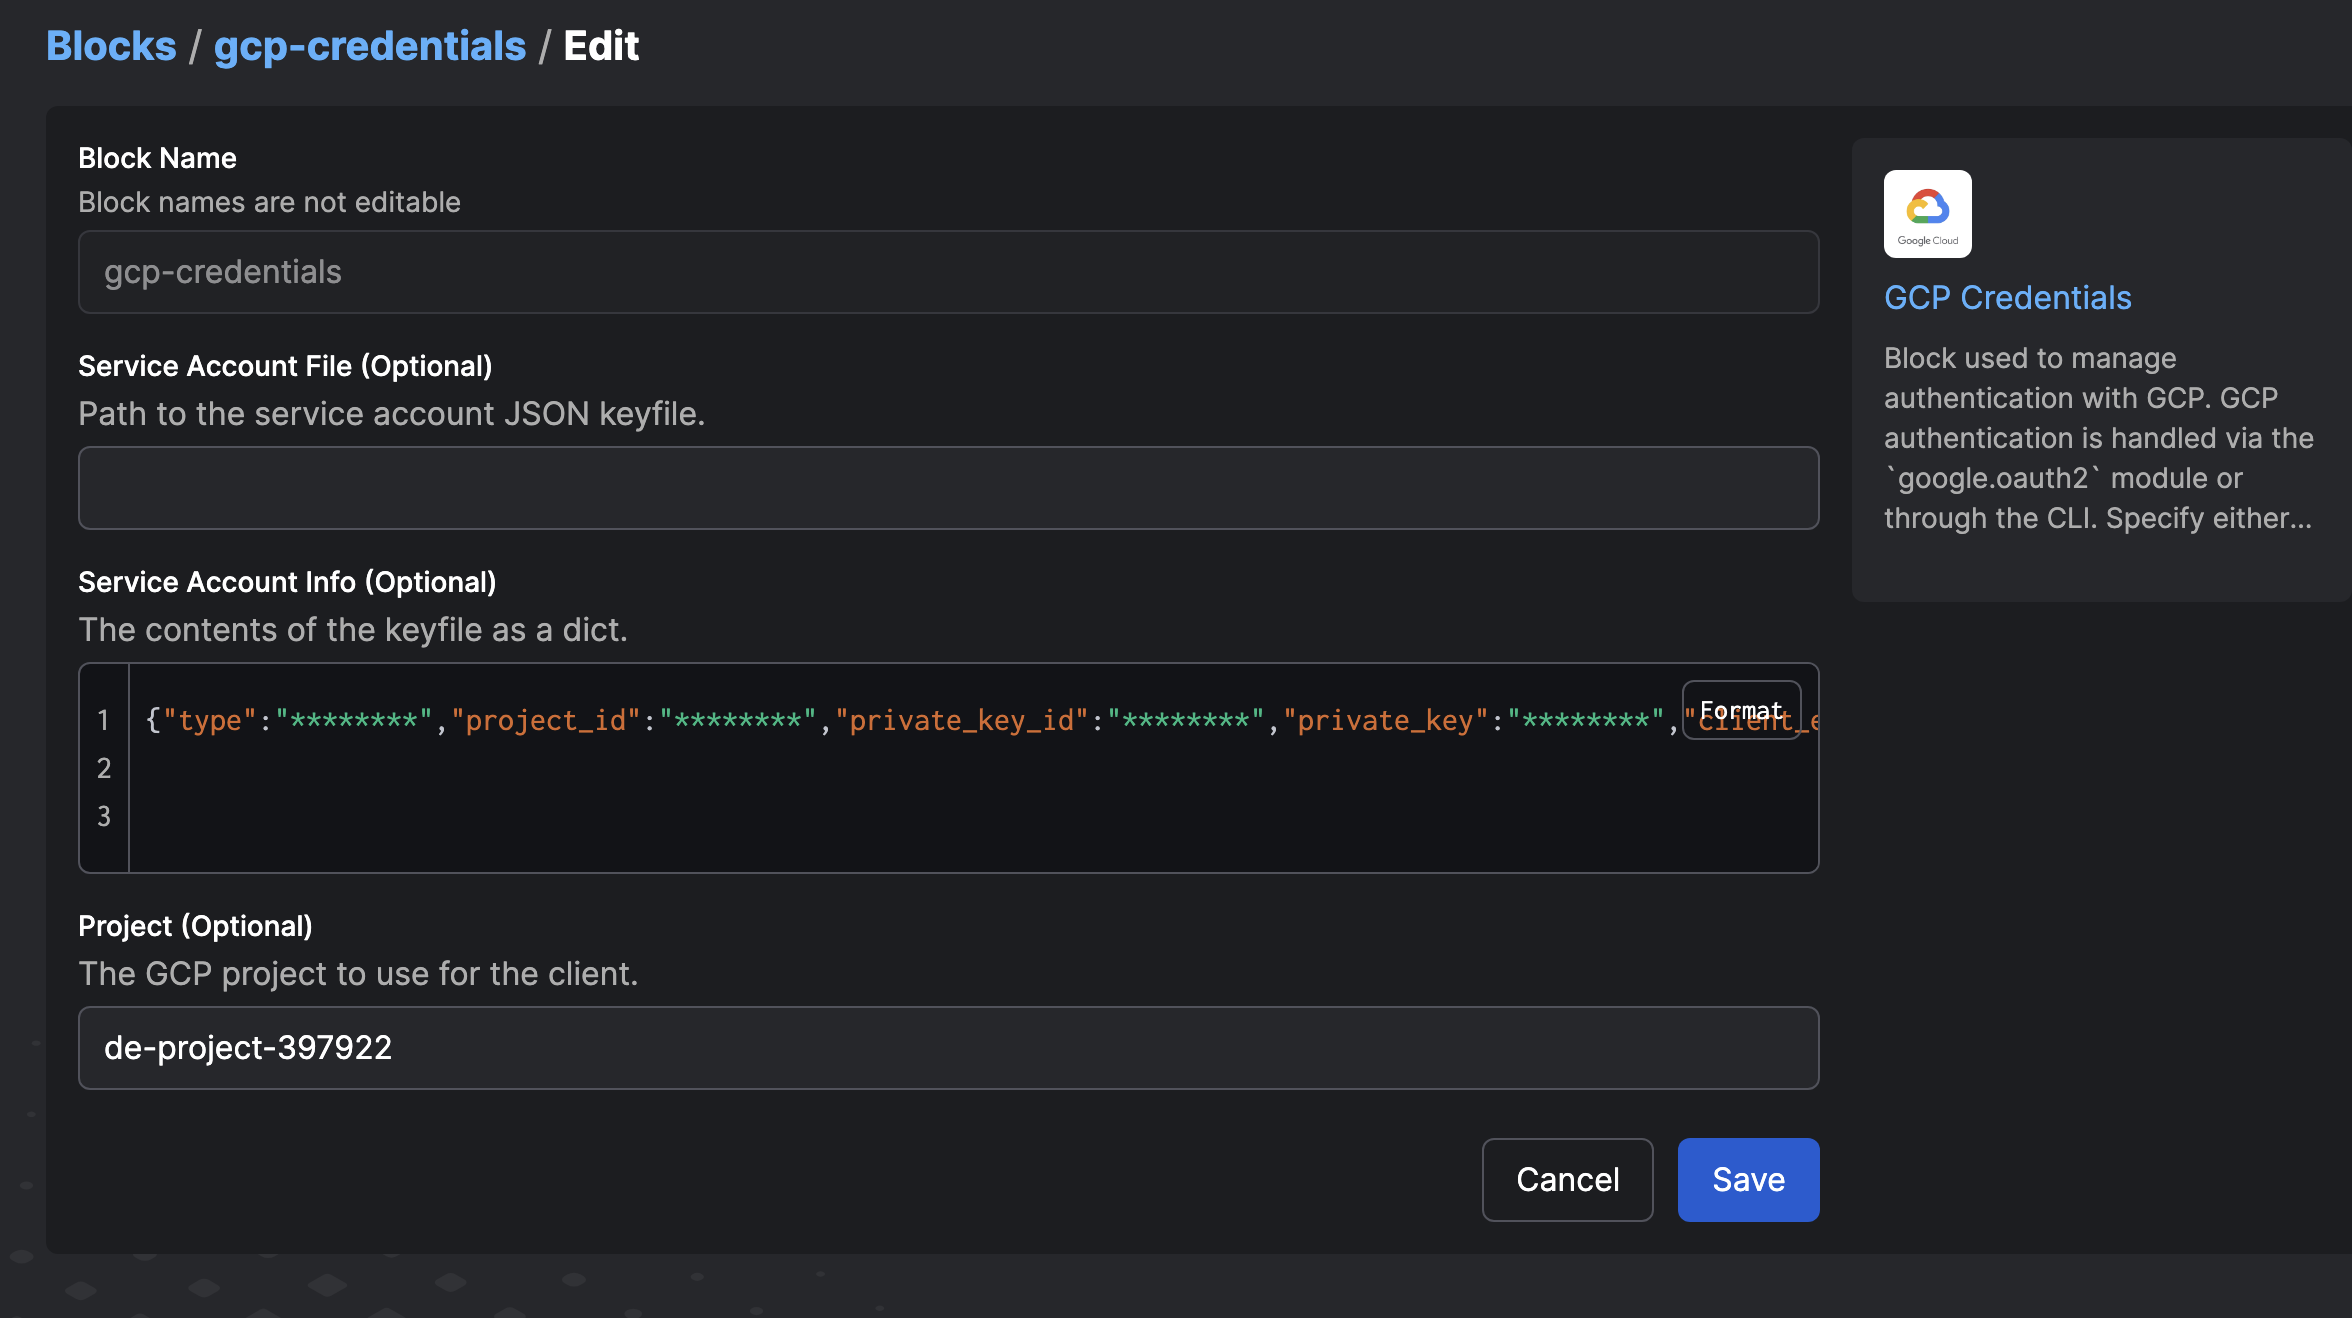 Blocks / gcp-credentials / Edit
Block Name
Block names are not editable
gcp-credentials
Service Account File (Optional)
Path to the service account JSON keyfile.
Service Account Info (Optional)
The contents of the keyfile as a dict.
1 {"type":"********","project_id":"********","private_key_id":"********","private_key":"********","client_e
Format
2
3
Project (Optional)
The GCP project to use for the client.
de-project-397922
Cancel
Save
Google Cloud
GCP Credentials
Block used to manage
authentication with GCP. GCP
authentication is handled via the
`google.oauth2` module or
through the CLI. Specify either...